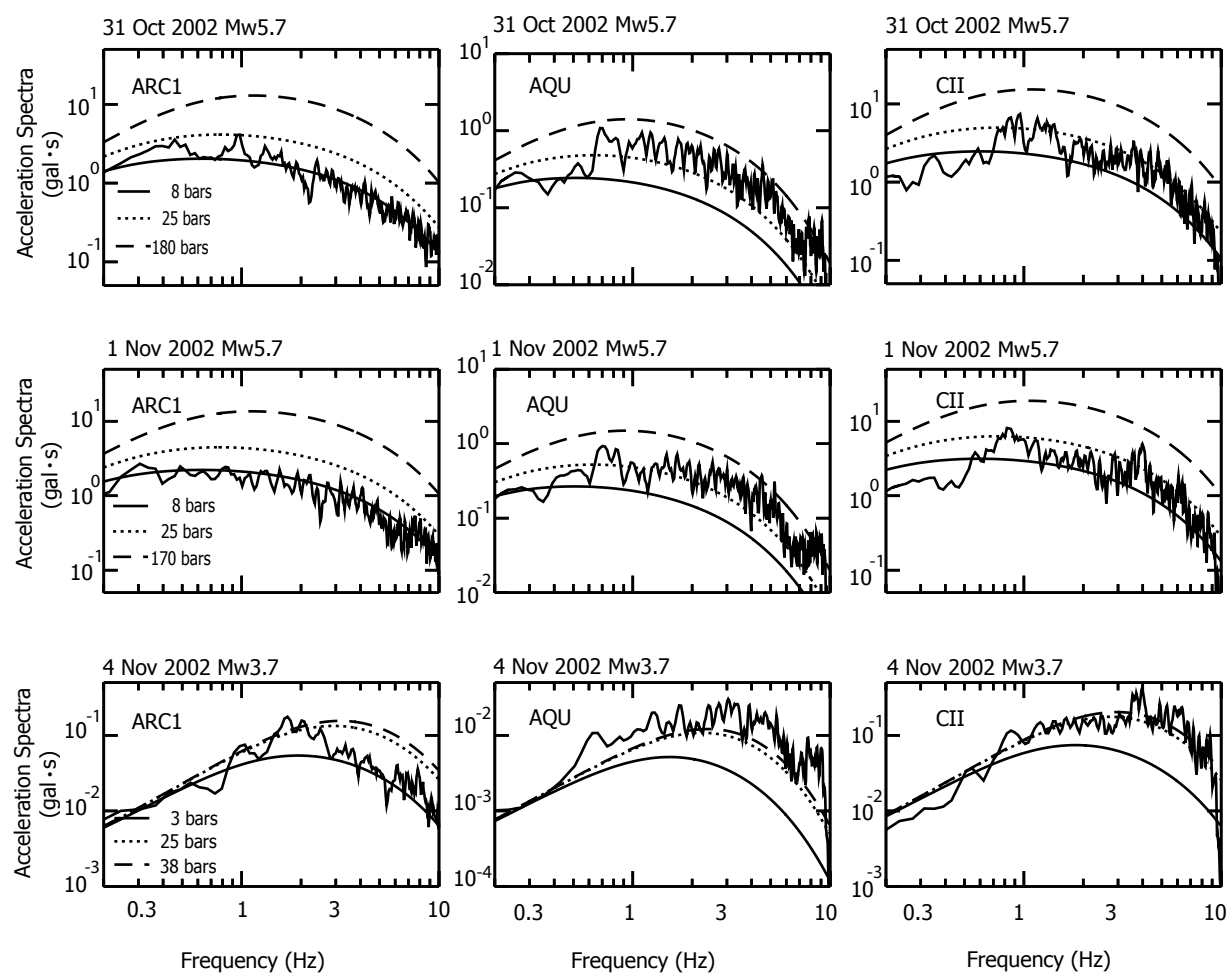 31 Oct 2002 Mw5.7
31 Oct 2002 Mw5.7
31 Oct 2002 Mw5.7
Acceleration Spectra
(gal·s)
10^1
10^0
10^-1
ARC1
8 bars
25 bars
180 bars
10^1
10^0
10^-1
10^-2
AQU
10^1
10^0
10^-1
CII
1 Nov 2002 Mw5.7
1 Nov 2002 Mw5.7
1 Nov 2002 Mw5.7
Acceleration Spectra
(gal·s)
10^1
10^0
10^-1
ARC1
8 bars
25 bars
170 bars
10^1
10^0
10^-1
10^-2
AQU
10^1
10^0
10^-1
CII
4 Nov 2002 Mw3.7
4 Nov 2002 Mw3.7
4 Nov 2002 Mw3.7
Acceleration Spectra
(gal·s)
10^-1
10^-2
10^-3
ARC1
3 bars
25 bars
38 bars
10^-2
10^-3
10^-4
AQU
10^-1
10^-2
10^-3
CII
0.3 1 3 10
0.3 1 3 10
0.3 1 3 10
Frequency (Hz)
Frequency (Hz)
Frequency (Hz)